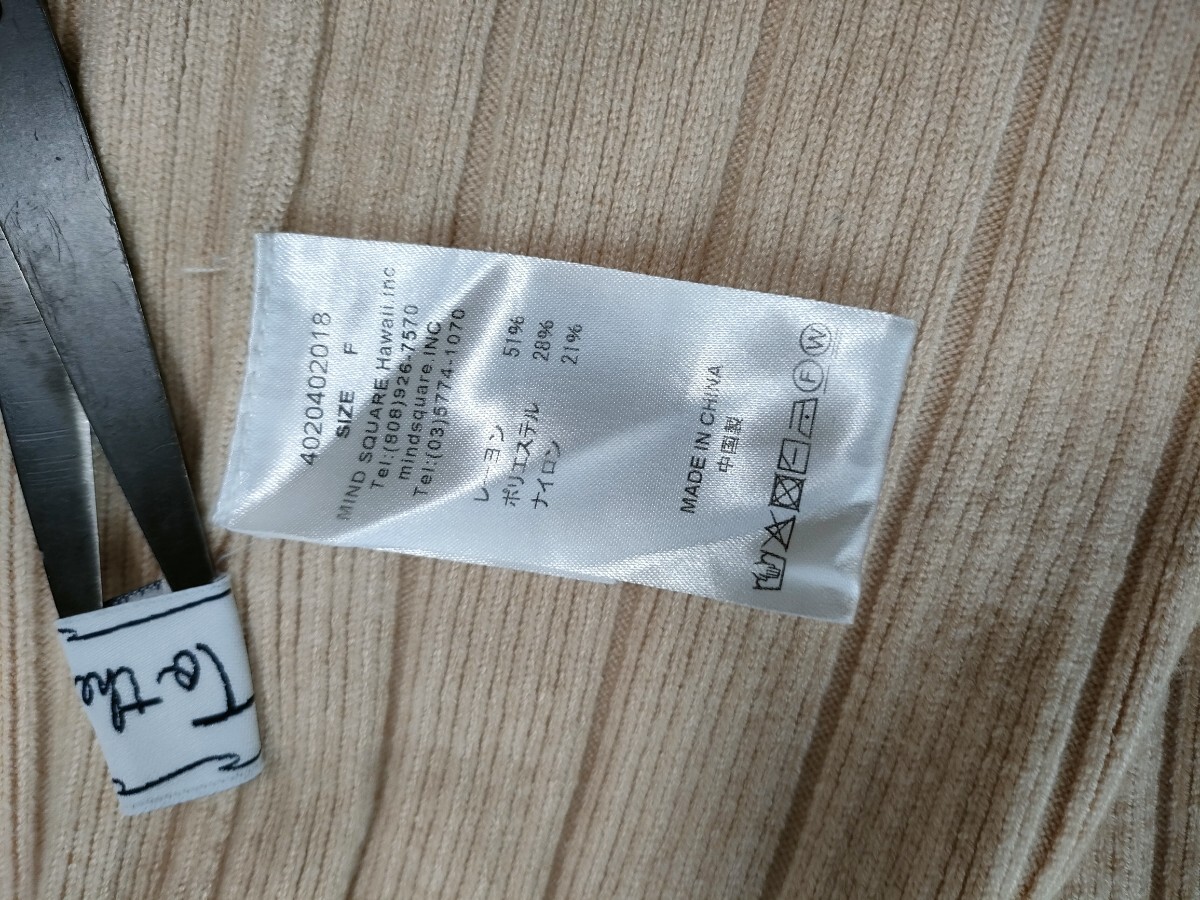 4020402018
SIZE F
MIND SQUARE Hawaii.inc
Tel:(808)926-7570
mindsquare.INC
Tel:(03)5774-1070
レーヨン 51%
ポリエステル 28%
ナイロン 21%
MADE IN CHINA
中国製
F W
To the